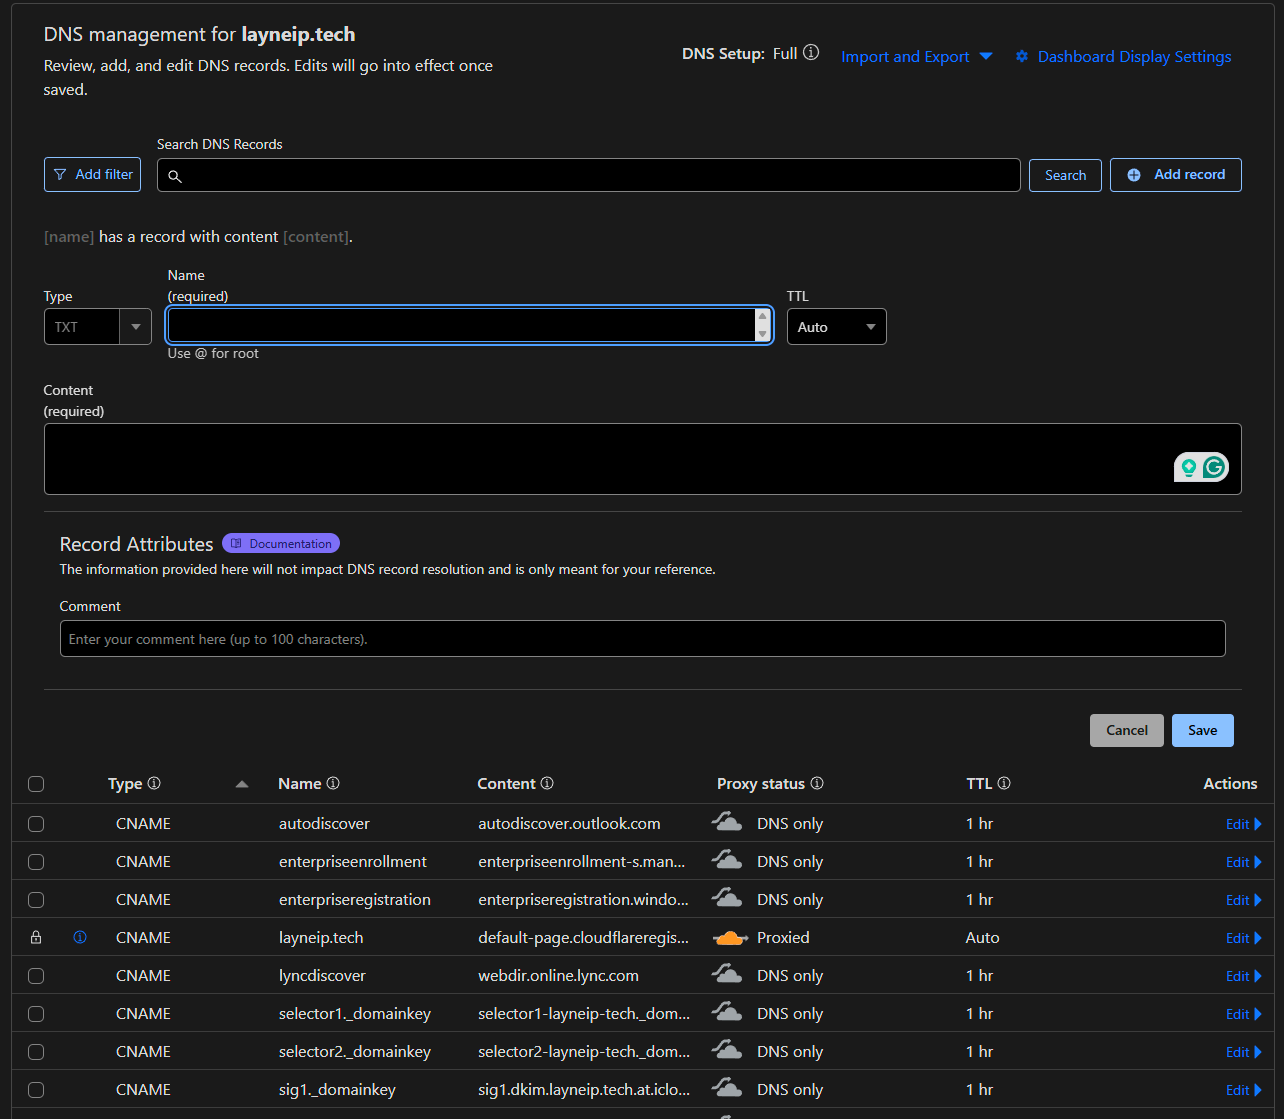 DNS management for layneip.tech
Review, add, and edit DNS records. Edits will go into effect once
saved.
DNS Setup: Full
Import and Export
Dashboard Display Settings
Search DNS Records
Add filter
Search
Add record
[name] has a record with content [content].
Type
Name
(required)
TTL
TXT
Auto
Use @ for root
Content
(required)
Record Attributes
Documentation
The information provided here will not impact DNS record resolution and is only meant for your reference.
Comment
Enter your comment here (up to 100 characters).
Cancel
Save
Type Name Content Proxy status TTL Actions
CNAME autodiscover autodiscover.outlook.com DNS only 1 hr Edit
CNAME enterpriseenrollment enterpriseenrollment-s.man... DNS only 1 hr Edit
CNAME enterpriseregistration enterpriseregistration.windo... DNS only 1 hr Edit
CNAME layneip.tech default-page.cloudflareregis... Proxied Auto Edit
CNAME lyncdiscover webdir.online.lync.com DNS only 1 hr Edit
CNAME selector1._domainkey selector1-layneip-tech._dom... DNS only 1 hr Edit
CNAME selector2._domainkey selector2-layneip-tech._dom... DNS only 1 hr Edit
CNAME sig1._domainkey sig1.dkim.layneip.tech.at.iclo... DNS only 1 hr Edit